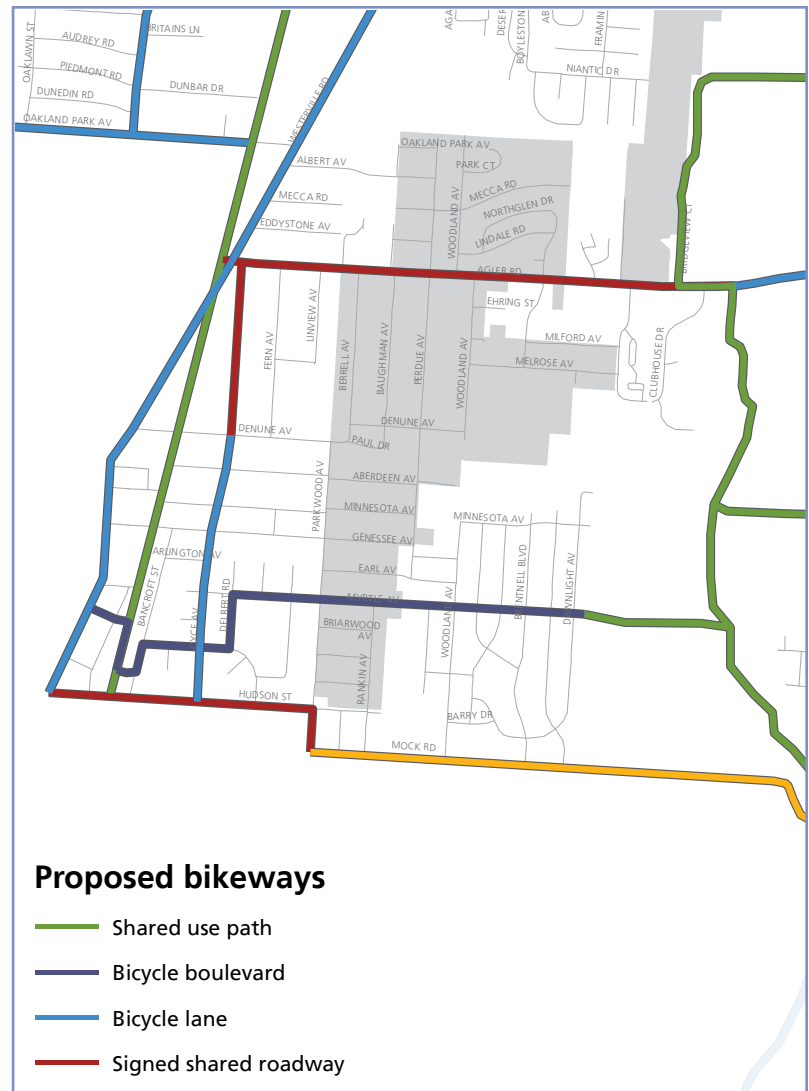 OAKLAWN ST
AUDREY RD
BRITAINS LN
PIEDMONT RD
DUNBAR DR
DUNEDIN RD
OAKLAND PARK AV
WESTERVILLE RD
AGA
DESER
BOYLESTON
AB
FRAMIN
NIANTIC DR
OAKLAND PARK AV
ALBERT AV
PARK CT
MECCA RD
MECCA RD
NORTHGLEN DR
WOODLAND AV
EDDYSTONE AV
LINDALE RD
BRIDGEVIEW CT
AGLER RD
EHRING ST
LINVIEW AV
FERN AV
BERRELL AV
BAUGHMAN AV
PERDUE AV
WOODLAND AV
MILFORD AV
MELROSE AV
CLUBHOUSE DR
DENUNE AV
DENUNE AV
PAUL DR
ABERDEEN AV
PARKWOOD AV
MINNESOTA AV
MINNESOTA AV
GENESSEE AV
ARLINGTON AV
EARL AV
BANCROFT ST
DELBERT RD
MYRTLE AV
WOODLAND AV
BRENTNELL BLVD
DAWNLIGHT AV
BRIARWOOD
AV
RANKIN AV
HUDSON ST
BARRY DR
MOCK RD
Proposed bikeways
Shared use path
Bicycle boulevard
Bicycle lane
Signed shared roadway